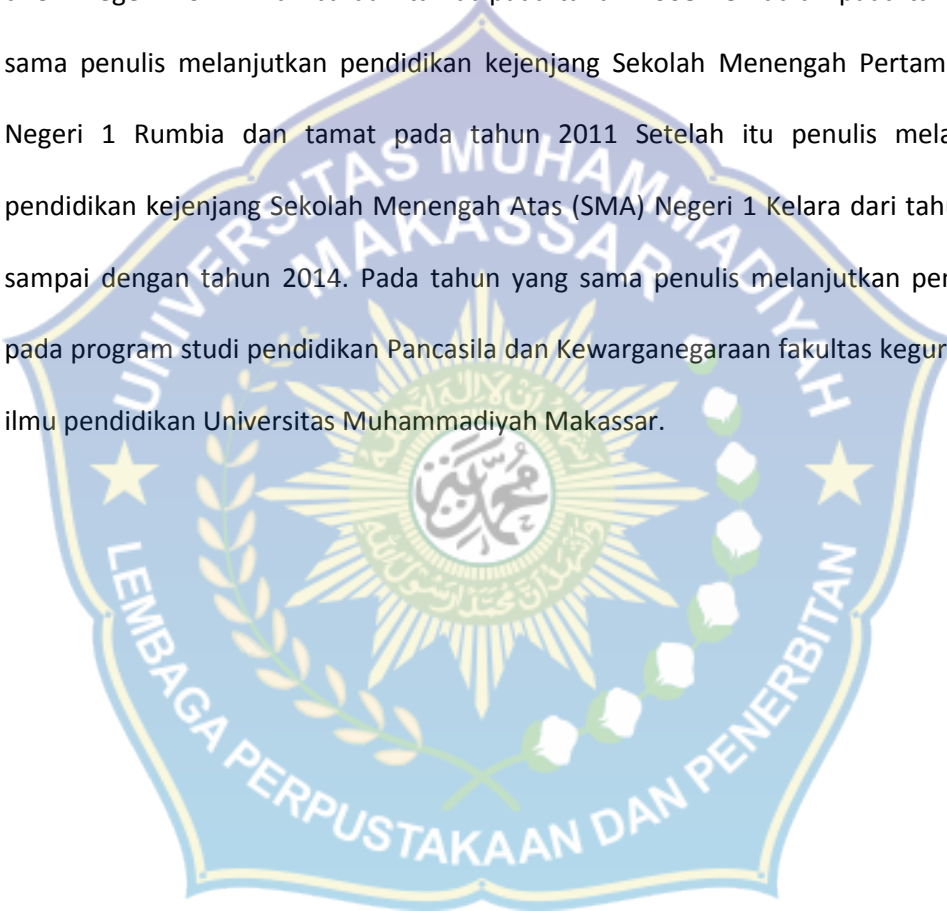 sama penulis melanjutkan pendidikan kejenjang Sekolah Menengah Pertam
Negeri 1 Rumbia dan tamat pada tahun 2011 Setelah itu penulis mela
pendidikan kejenjang Sekolah Menengah Atas (SMA) Negeri 1 Kelara dari tahu
sampai dengan tahun 2014. Pada tahun yang sama penulis melanjutkan pen
pada program studi pendidikan Pancasila dan Kewarganegaraan fakultas kegur
ilmu pendidikan Universitas Muhammadiyah Makassar.
UNIVERSITAS MUHAMMADIYAH
MAKASSAR
محمدية
LEMBAGA PERPUSTAKAAN DAN PENERBITAN